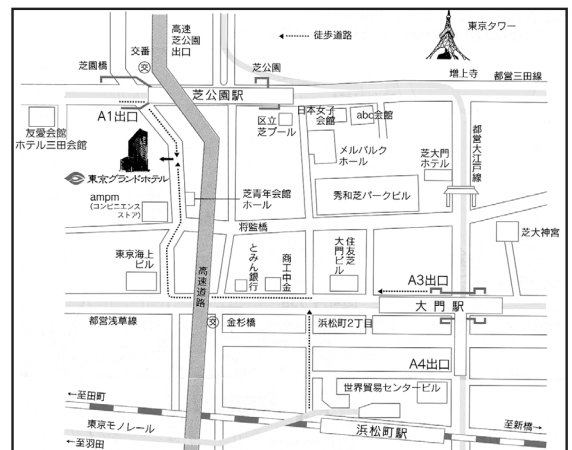 高速
芝公園
出口
徒歩道路
東京タワー
交番
芝園橋
交
芝公園
増上寺
都営三田線
芝公園駅
A1出口
区立
芝プール
日本女子
会館
abc会館
友愛会館
ホテル三田会館
メルパルク
ホール
都営大江戸線
芝大門
ホテル
東京グランドホテル
ampm
(コンビニエンス
ストア)
芝青年会館
ホール
秀和芝パークビル
将監橋
芝大神宮
東京海上
ビル
とみん銀行
商工中金
住友芝
大門ビル
高速道路
A3出口
大門駅
都営浅草線
交
金杉橋
浜松町2丁目
A4出口
世界貿易センタービル
←至田町
東京モノレール
←至羽田
浜松町駅
至新橋→